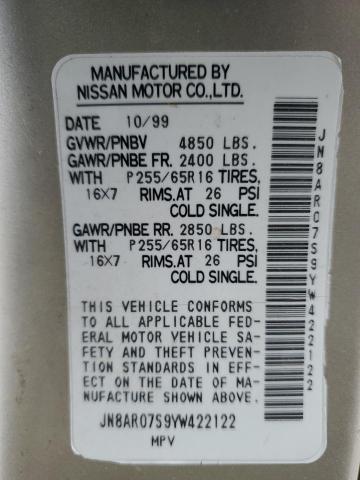 MANUFACTURED BY
NISSAN MOTOR CO.,LTD.
DATE 10/99
GVWR/PNBV 4850 LBS.
GAWR/PNBE FR. 2400 LBS.
WITH P255/65R16 TIRES,
16X7 RIMS.AT 26 PSI
COLD SINGLE.
GAWR/PNBE RR. 2850 LBS.
WITH P255/65R16 TIRES,
16X7 RIMS.AT 26 PSI
COLD SINGLE.
THIS VEHICLE CONFORMS
TO ALL APPLICABLE FED-
ERAL MOTOR VEHICLE SA-
FETY AND THEFT PREVEN-
TION STANDARDS IN EFF-
ECT ON THE DATE OF MA-
NUFACTURE SHOWN ABOVE.
JN8AR07S9YW422122
MPV
JN8AR07S9YW422122